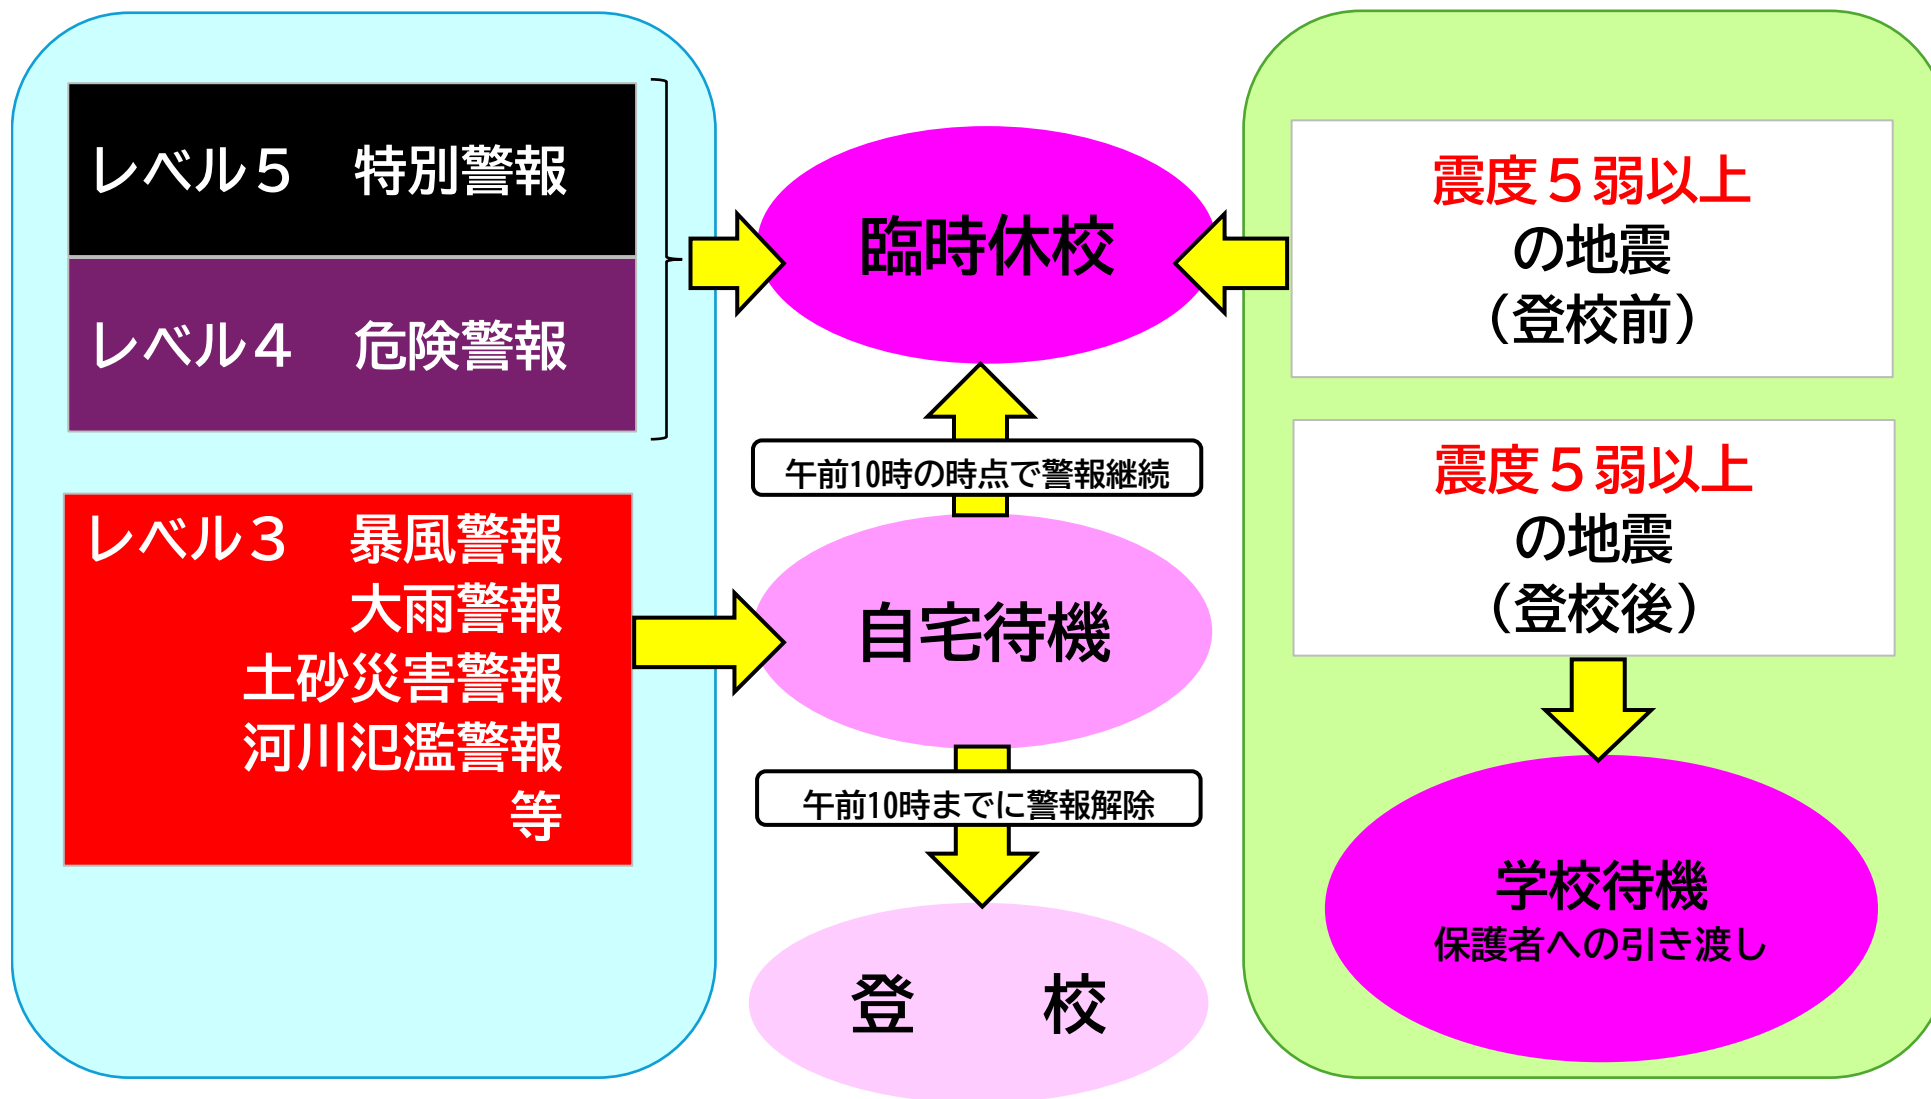 レベル５　特別警報
レベル４　危険警報
レベル３　暴風警報
大雨警報
土砂災害警報
河川氾濫警報
等
臨時休校
午前10時の時点で警報継続
自宅待機
午前10時までに警報解除
登　　校
震度５弱以上
の地震
（登校前）
震度５弱以上
の地震
（登校後）
学校待機
保護者への引き渡し